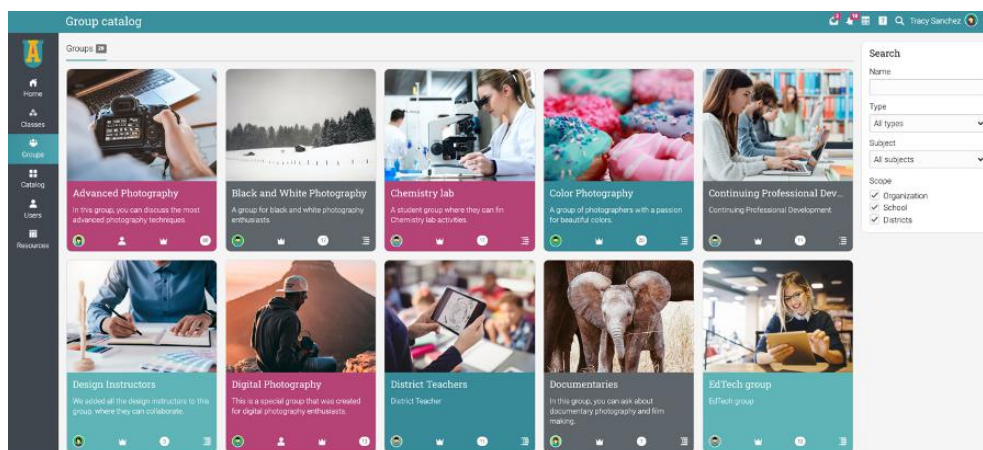 Group catalog
Tracy Sanchez
Groups
Home
Classes
Groups
Catalog
Users
Resources
Advanced Photography
In this group, you can discuss the most
advanced photography techniques.
Black and White Photography
A group for black and white photography
enthusiasts
Chemistry lab
A student group where they can fin
Chemistry lab activities.
Color Photography
A group of photographers with a passion
for beautiful colors.
Continuing Professional Dev...
Continuing Professional Development
Design Instructors
We added all the design instructors to this
group, where they can collaborate.
Digital Photography
This is a special group that was created
for digital photography enthusiasts.
District Teachers
District Teacher
Documentaries
In this group, you can ask about
documentary photography and film
making.
EdTech group
EdTech group
Search
Name
Type
All types
Subject
All subjects
Scope
Organization
School
Districts